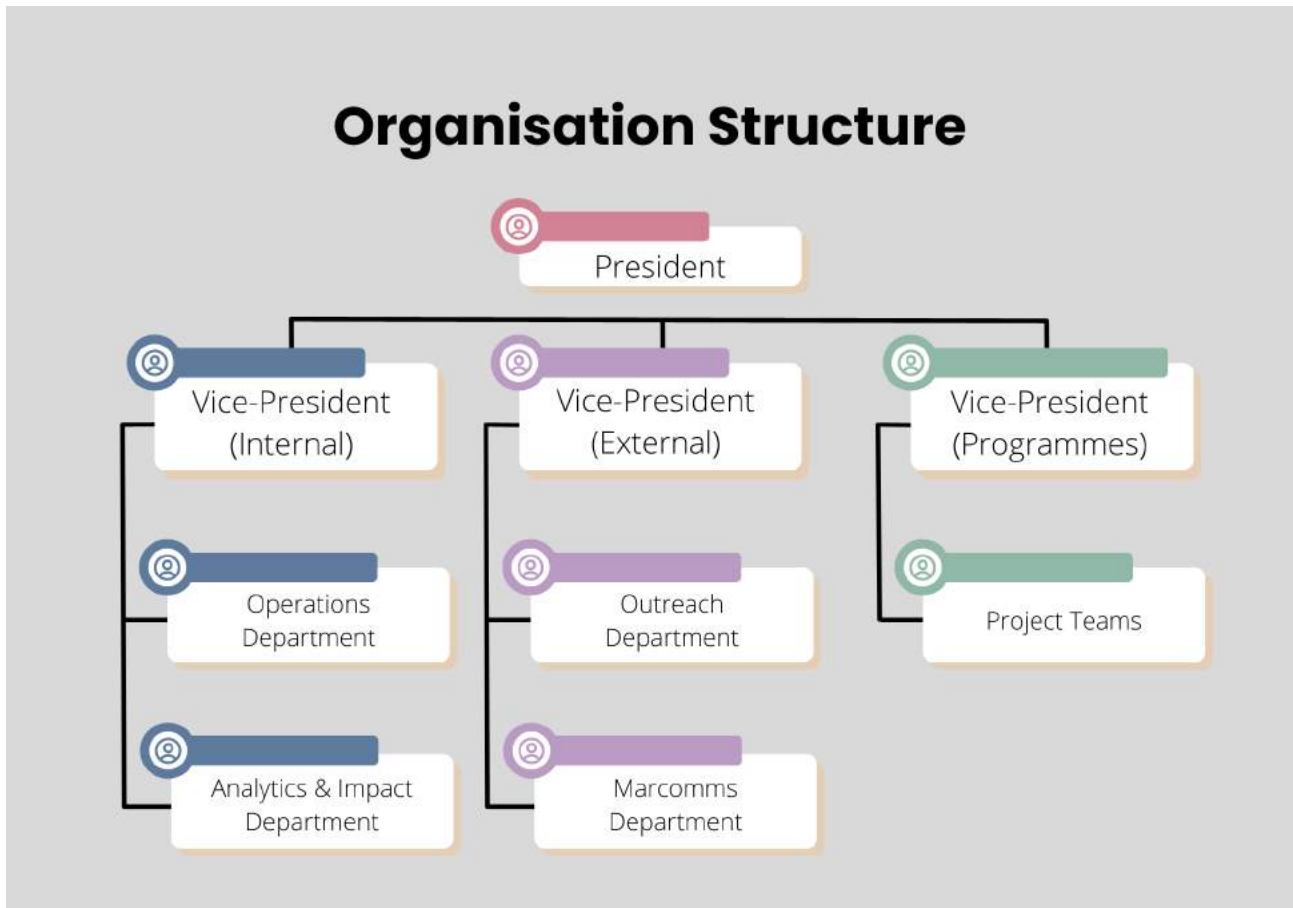 Organisation Structure
President
Vice-President
(Internal)
Vice-President
(External)
Vice-President
(Programmes)
Operations
Department
Outreach
Department
Project Teams
Analytics & Impact
Department
Marcomms
Department